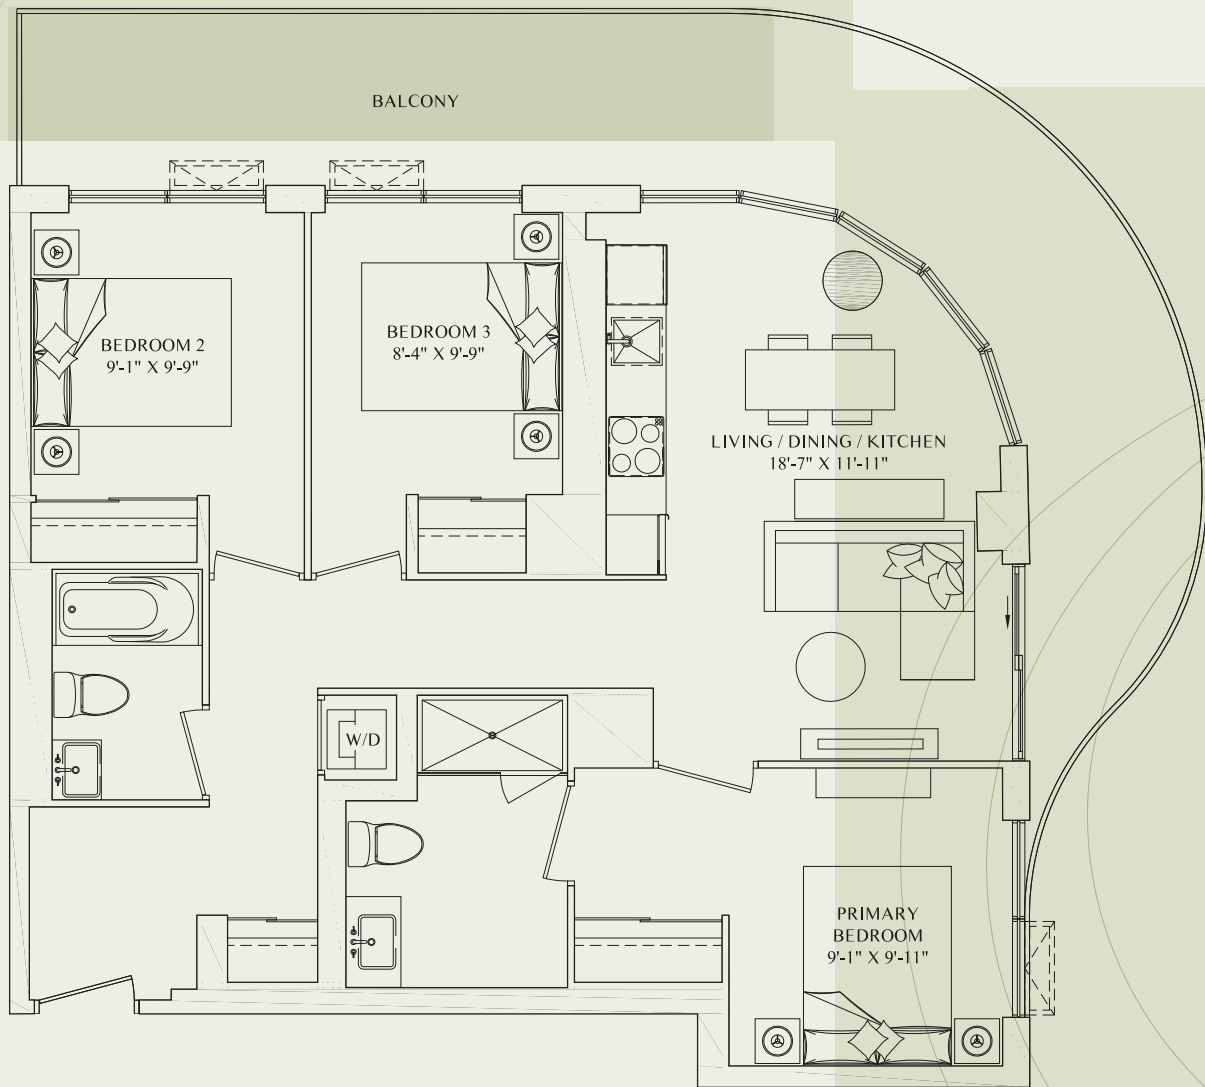 BALCONY
BEDROOM 2
9'-1" X 9'-9"
BEDROOM 3
8'-4" X 9'-9"
LIVING / DINING / KITCHEN
18'-7" X 11'-11"
W/D
PRIMARY
BEDROOM
9'-1" X 9'-11"